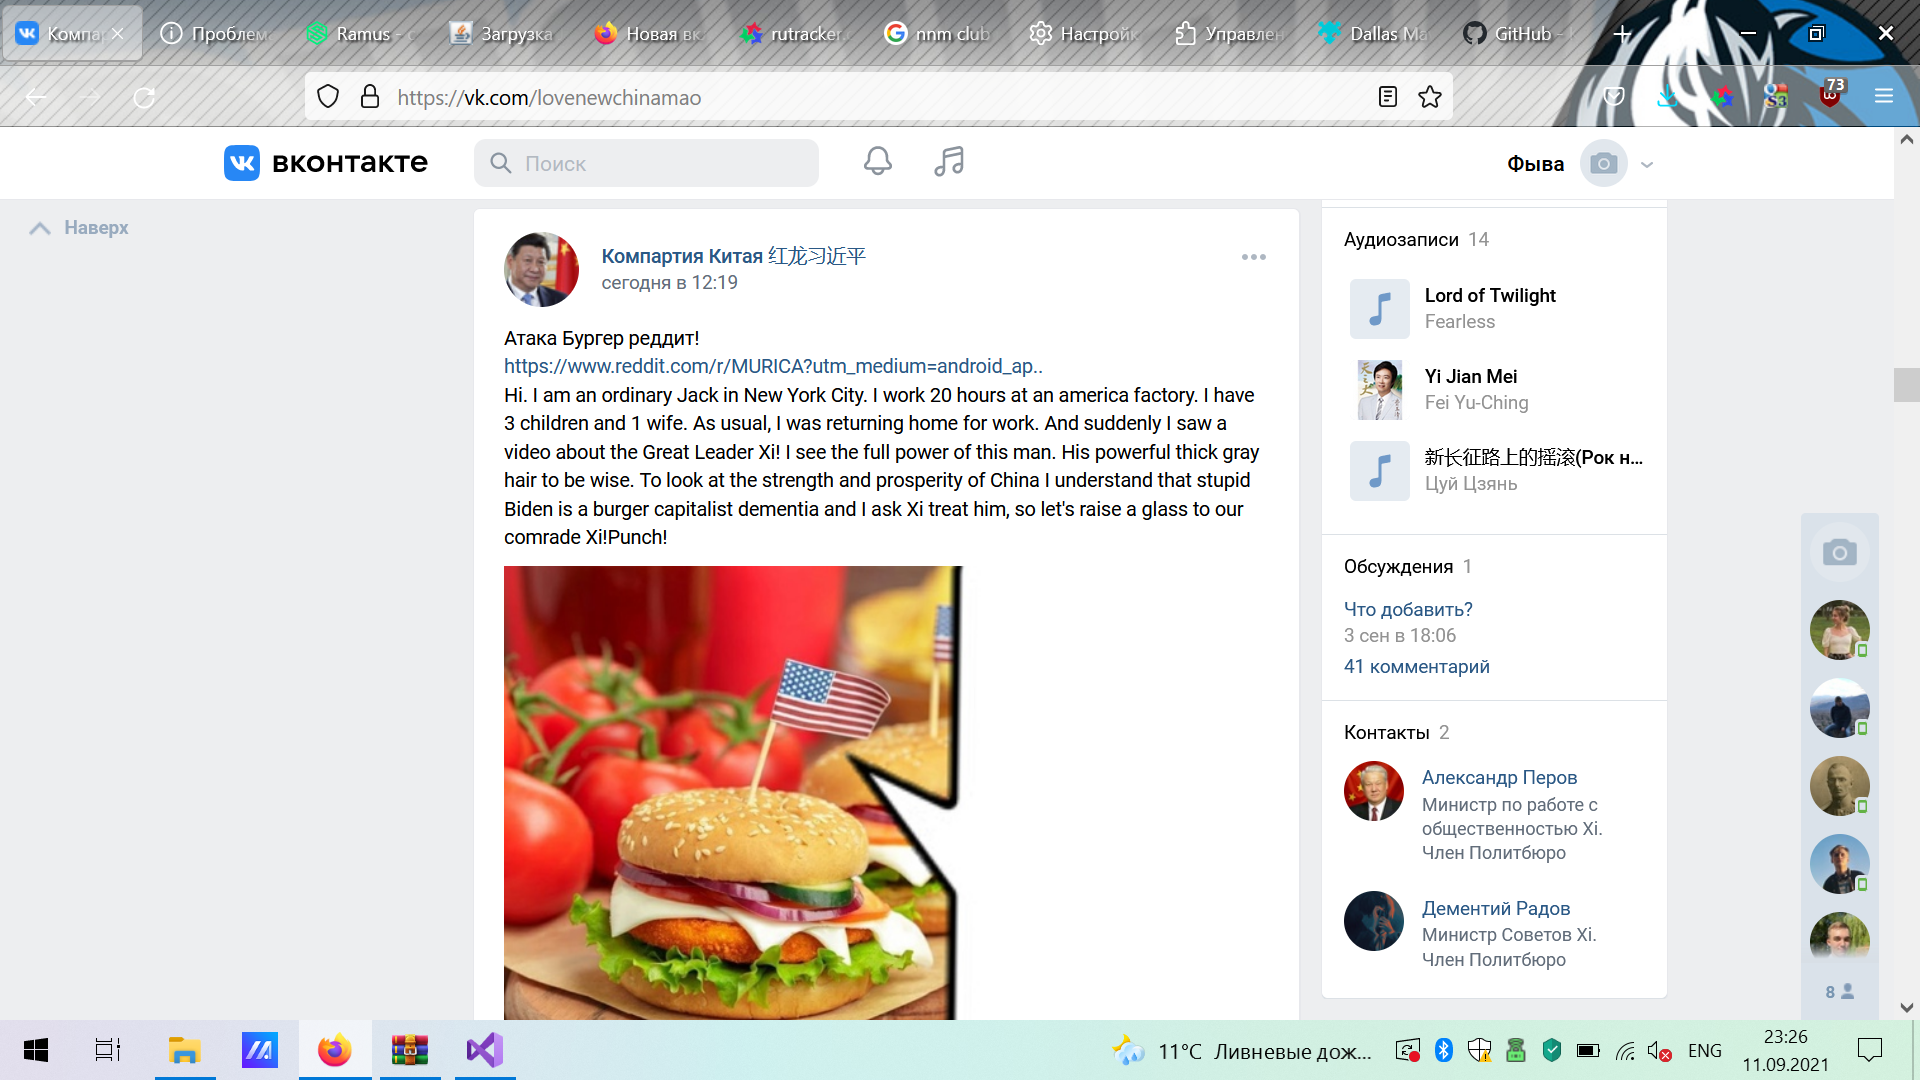 Компар
Проблем
Ramus - с
Загрузка
Новая вк
rutracker.
nnm club
Настройк
Управлен
Dallas Ma
GitHub -
https://vk.com/lovenewchinamao
73
вконтакте
Поиск
Фыва
Наверх
Компартия Китая 红龙习近平
сегодня в 12:19
Атака Бургер реддит!
https://www.reddit.com/r/MURICA?utm_medium=android_ap..
Hi. I am an ordinary Jack in New York City. I work 20 hours at an america factory. I have
3 children and 1 wife. As usual, I was returning home for work. And suddenly I saw a
video about the Great Leader Xi! I see the full power of this man. His powerful thick gray
hair to be wise. To look at the strength and prosperity of China I understand that stupid
Biden is a burger capitalist dementia and I ask Xi treat him, so let's raise a glass to our
comrade Xi!Punch!
Аудиозаписи 14
Lord of Twilight
Fearless
Yi Jian Mei
Fei Yu-Ching
新长征路上的摇滚(Рок н...
Цуй Цзянь
Обсуждения 1
Что добавить?
3 сен в 18:06
41 комментарий
Контакты 2
Александр Перов
Министр по работе с
общественностью Xi.
Член Политбюро
Дементий Радов
Министр Советов Xi.
Член Политбюро
8
11°C Ливневые дож...
ENG
23:26
11.09.2021